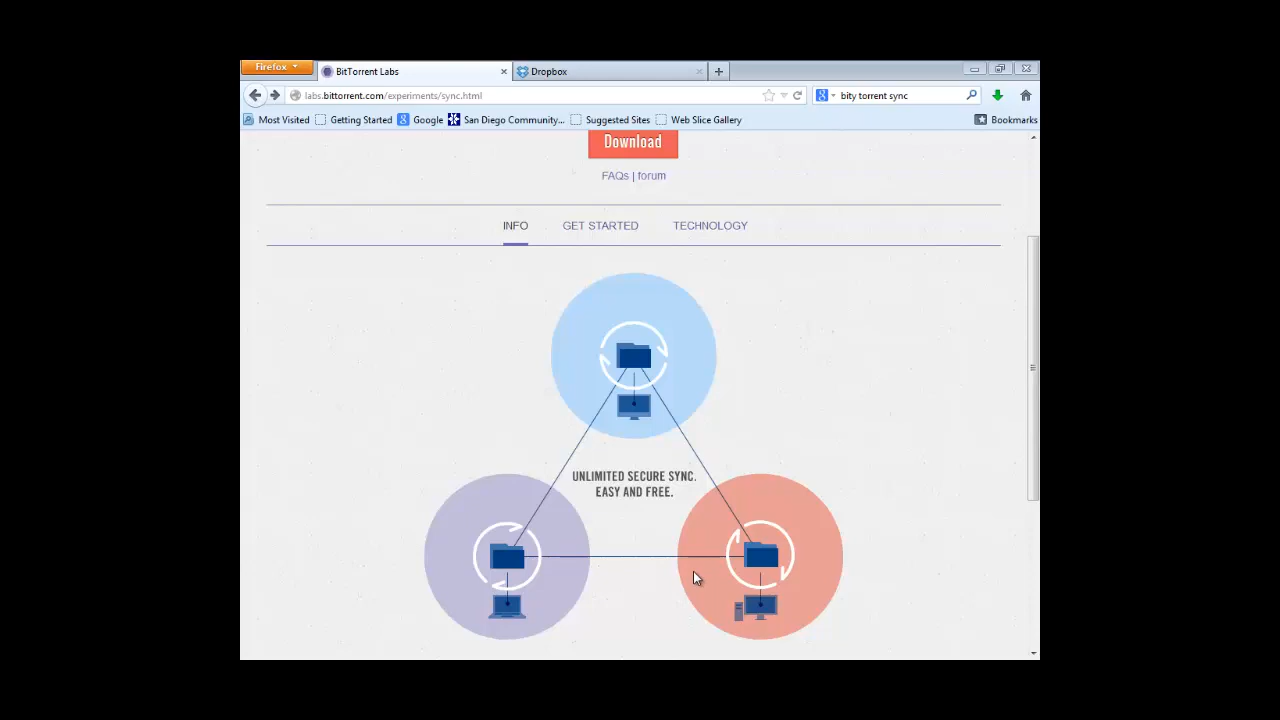 Firefox
BitTorrent Labs
Dropbox
labs.bittorrent.com/experiments/sync.html
bity torrent sync
Most Visited
Getting Started
Google
San Diego Community...
Suggested Sites
Web Slice Gallery
Bookmarks
Download
FAQs | forum
INFO
GET STARTED
TECHNOLOGY
UNLIMITED SECURE SYNC.
EASY AND FREE.